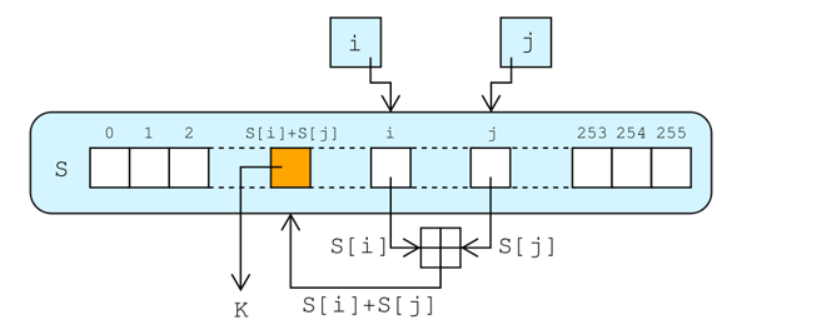 i j
0 1 2 S[i]+S[j] i j 253 254 255
S
S[i] S[j]
K S[i]+S[j]